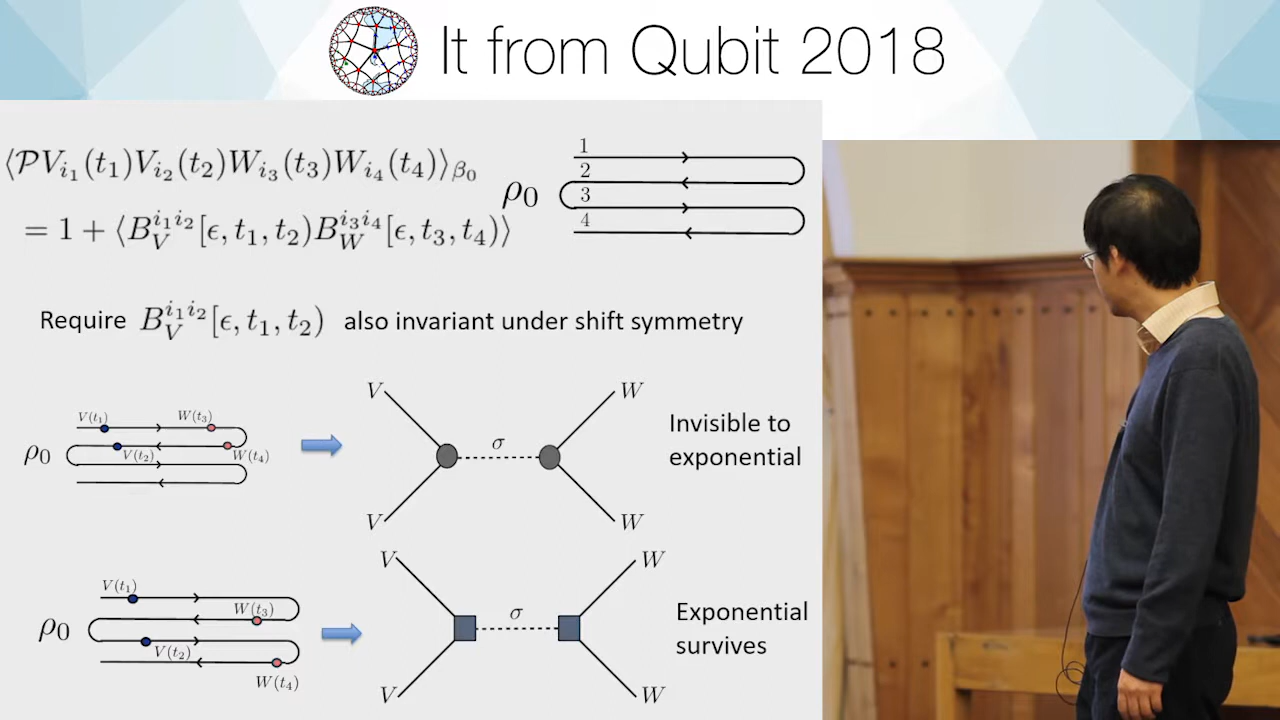 It from Qubit 2018
⟨𝒫V_{i_1}(t_1)V_{i_2}(t_2)W_{i_3}(t_3)W_{i_4}(t_4)⟩_{β_0}
= 1 + ⟨B_V^{i_1 i_2}[ϵ, t_1, t_2)B_W^{i_3 i_4}[ϵ, t_3, t_4)⟩
ρ_0
1
2
3
4
Require B_V^{i_1 i_2}[ϵ, t_1, t_2) also invariant under shift symmetry
V(t_1) W(t_3)
ρ_0
V(t_2) W(t_4)
V W
σ
V W
Invisible to
exponential
V(t_1)
W(t_3)
ρ_0
V(t_2)
W(t_4)
V W
σ
V W
Exponential
survives